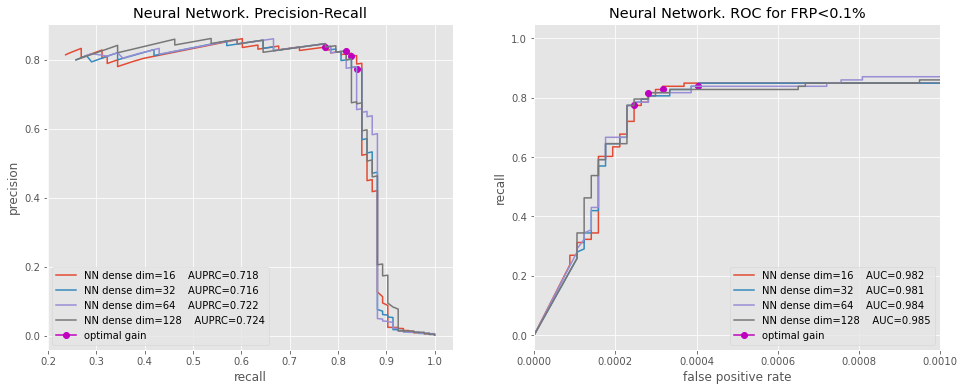 Neural Network. Precision-Recall
precision
0.8
0.6
0.4
0.2
0.0
NN dense dim=16 AUPRC=0.718
NN dense dim=32 AUPRC=0.716
NN dense dim=64 AUPRC=0.722
NN dense dim=128 AUPRC=0.724
optimal gain
0.2 0.3 0.4 0.5 0.6 0.7 0.8 0.9 1.0
recall
Neural Network. ROC for FRP<0.1%
recall
1.0
0.8
0.6
0.4
0.2
0.0
NN dense dim=16 AUC=0.982
NN dense dim=32 AUC=0.981
NN dense dim=64 AUC=0.984
NN dense dim=128 AUC=0.985
optimal gain
0.0000 0.0002 0.0004 0.0006 0.0008 0.0010
false positive rate